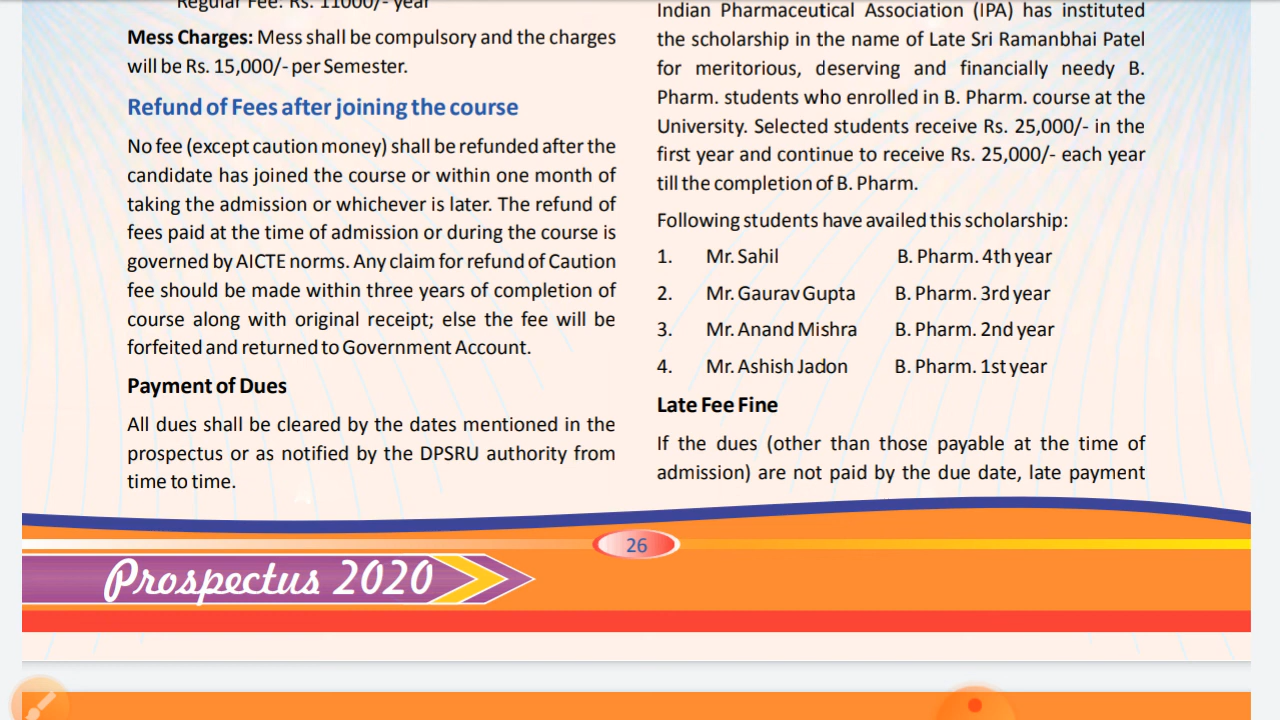 Regular Fee: Rs. 11000/- year
Mess Charges: Mess shall be compulsory and the charges
will be Rs. 15,000/- per Semester.
Refund of Fees after joining the course
No fee (except caution money) shall be refunded after the
candidate has joined the course or within one month of
taking the admission or whichever is later. The refund of
fees paid at the time of admission or during the course is
governed by AICTE norms. Any claim for refund of Caution
fee should be made within three years of completion of
course along with original receipt; else the fee will be
forfeited and returned to Government Account.
Payment of Dues
All dues shall be cleared by the dates mentioned in the
prospectus or as notified by the DPSRU authority from
time to time.
Indian Pharmaceutical Association (IPA) has instituted
the scholarship in the name of Late Sri Ramanbhai Patel
for meritorious, deserving and financially needy B.
Pharm. students who enrolled in B. Pharm. course at the
University. Selected students receive Rs. 25,000/- in the
first year and continue to receive Rs. 25,000/- each year
till the completion of B. Pharm.
Following students have availed this scholarship:
1. Mr. Sahil B. Pharm. 4th year
2. Mr. Gaurav Gupta B. Pharm. 3rd year
3. Mr. Anand Mishra B. Pharm. 2nd year
4. Mr. Ashish Jadon B. Pharm. 1st year
Late Fee Fine
If the dues (other than those payable at the time of
admission) are not paid by the due date, late payment
26
Prospectus 2020